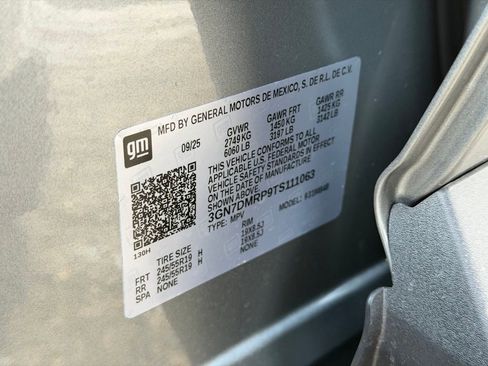 gm
MFD BY GENERAL MOTORS DE MEXICO, S. DE R.L. DE C.V.
09/25 GVWR GAWR FRT GAWR RR
2749 KG 1450 KG 1425 KG
6060 LB 3197 LB 3142 LB
THIS VEHICLE CONFORMS TO ALL
APPLICABLE U.S. FEDERAL MOTOR
VEHICLE SAFETY STANDARDS IN EFFECT
ON THE DATE OF MANUFACTURE
SHOWN ABOVE.
3GN7DMRP9TS111063
TYPE: MPV MODEL:
130H
TIRE SIZE RIM
FRT 245/55R19 H 19X8.5J
RR 245/55R19 H 19X8.5J
SPA NONE NONE